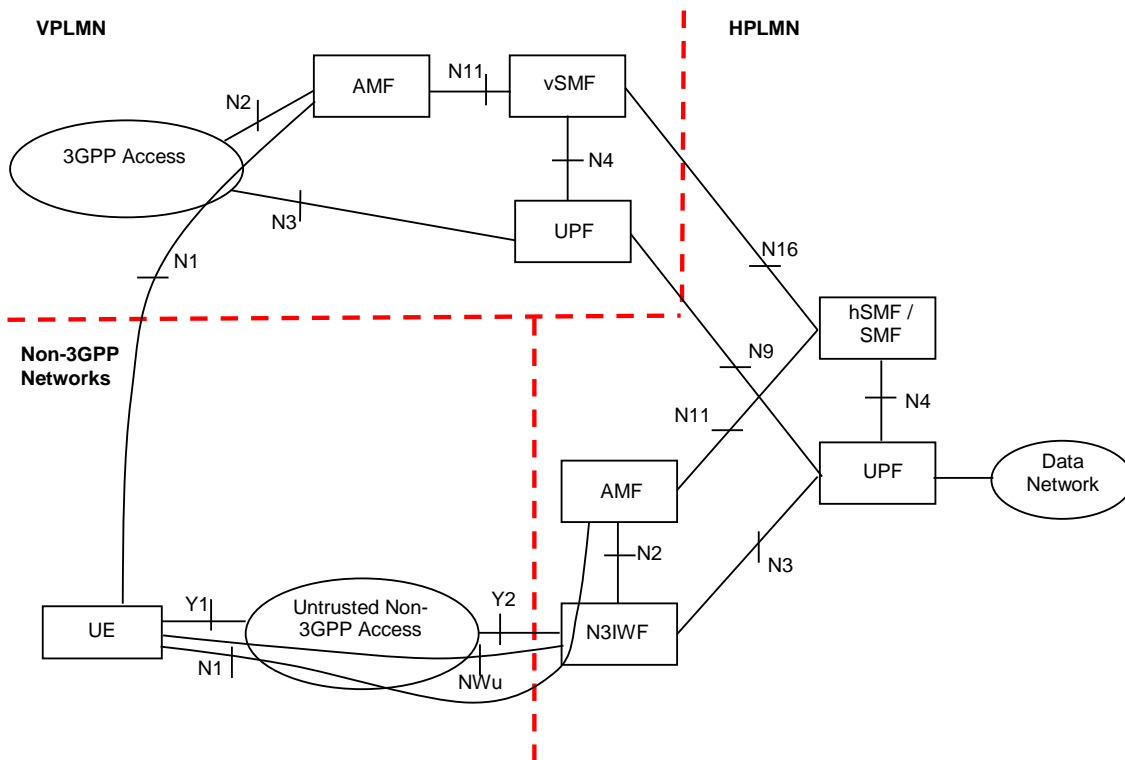 VPLMN
HPLMN
N11
AMF
vSMF
N2
3GPP Access
N4
N3
UPF
N1
N16
hSMF /
SMF
Non-3GPP
Networks
N9
N4
N11
AMF
UPF
Data
Network
N2
N3
Y1
Untrusted Non-
3GPP Access
Y2
UE
N3IWF
N1
NWu